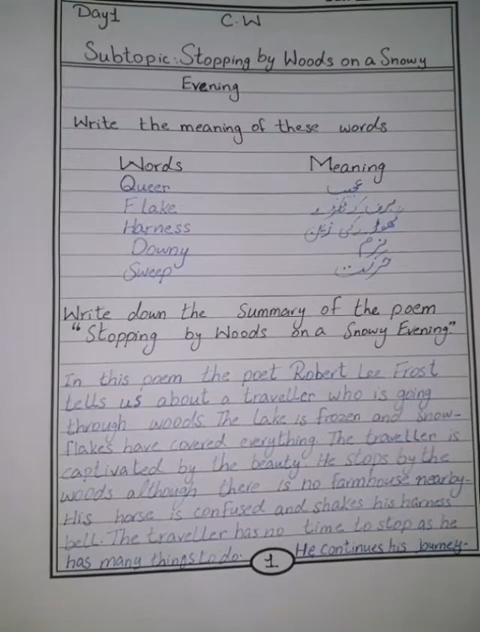 Day1 C.W
Subtopic: Stopping by Woods on a Snowy
Evening
Write the meaning of these words
Words Meaning
Queer عجیب
Flake برف کے ٹکڑے
Harness گھوڑے کی زین
Downy نرم
Sweep حرکت
Write down the Summary of the poem
"Stopping by Woods on a Snowy Evening"
In this poem the poet Robert Lee Frost
tells us about a traveller who is going
through woods. The lake is frozen and snow-
flakes have covered everything. The traveller is
captivated by the beauty. He stops by the
woods although there is no farmhouse nearby.
His horse is confused and shakes his harness
bell. The traveller has no time to stop as he
has many things to do. He continues his journey.
1